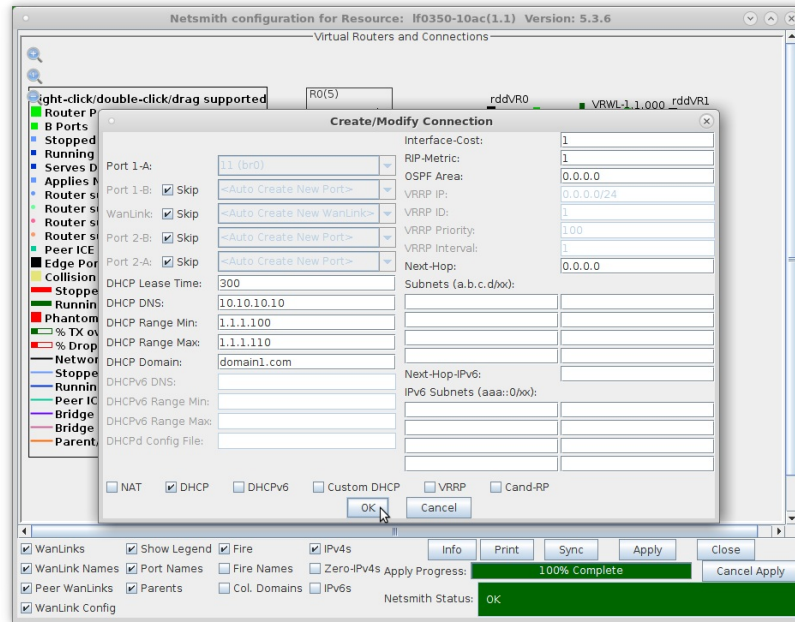 Netsmith configuration for Resource: lf0350-10ac(1.1) Version: 5.3.6
Virtual Routers and Connections
ight-click/double-click/drag supported
Router P
B Ports
Stopped
Running
Serves D
Applies N
Router su
Router su
Router su
Router su
Peer ICE
Edge Por
Collision
Stoppe
Runnin
Phantom
% TX ov
% Drop
Networ
Stoppe
Runnin
Peer IC
Bridge
Bridge
Parent/
R0(5)
rddVR0
VRWL-1.1.000
rddVR1
Create/Modify Connection
Port 1-A: 11 (br0)
Port 1-B: Skip <Auto Create New Port>
WanLink: Skip <Auto Create New WanLink>
Port 2-B: Skip <Auto Create New Port>
Port 2-A: Skip <Auto Create New Port>
DHCP Lease Time: 300
DHCP DNS: 10.10.10.10
DHCP Range Min: 1.1.1.100
DHCP Range Max: 1.1.1.110
DHCP Domain: domain1.com
DHCPv6 DNS:
DHCPv6 Range Min:
DHCPv6 Range Max:
DHCPd Config File:
Interface-Cost: 1
RIP-Metric: 1
OSPF Area: 0.0.0.0
VRRP IP: 0.0.0.0/24
VRRP ID: 1
VRRP Priority: 100
VRRP Interval: 1
Next-Hop: 0.0.0.0
Subnets (a.b.c.d/xx):
Next-Hop-IPv6:
IPv6 Subnets (aaa::0/xx):
NAT DHCP DHCPv6 Custom DHCP VRRP Cand-RP
OK Cancel
WanLinks Show Legend Fire IPv4s Info Print Sync Apply Close
WanLink Names Port Names Fire Names Zero-IPv4s Apply Progress: 100% Complete Cancel Apply
Peer WanLinks Parents Col. Domains IPv6s Netsmith Status: OK
WanLink Config